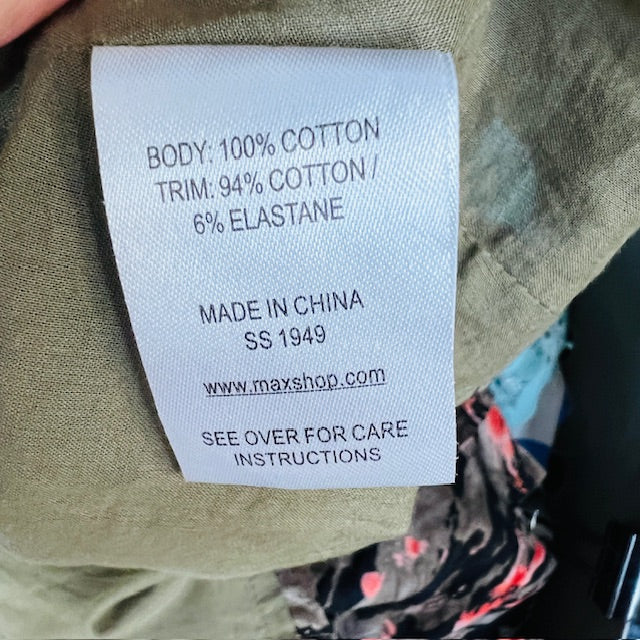 BODY: 100% COTTON
TRIM: 94% COTTON /
6% ELASTANE
MADE IN CHINA
SS 1949
www.maxshop.com
SEE OVER FOR CARE
INSTRUCTIONS